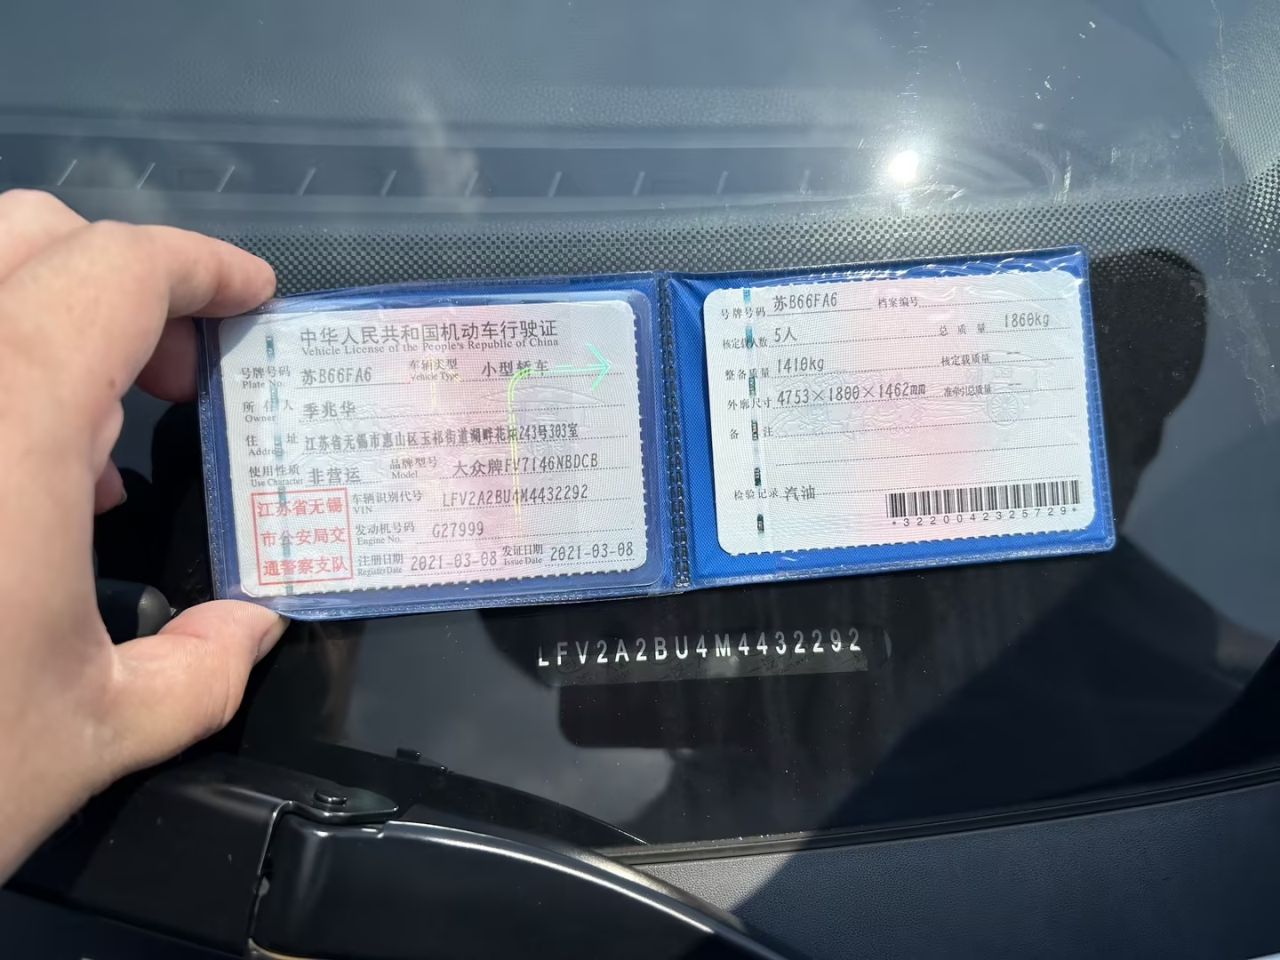 中华人民共和国机动车行驶证
Vehicle License of the People's Republic of China
号牌号码 苏B66FA6 车辆类型 小型轿车
Plate No. vehicle Type
所有人 季兆华
Owner
住址 江苏省无锡市惠山区玉祁街道湖畔花园243号303室
Address
使用性质 非营运 品牌型号 大众牌FV7146NBDCB
Use Character Model
江苏省无锡
市公安局交
通警察支队
车辆识别代号 LFV2A2BU4M4432292
VIN
发动机号码 G27999
Engine No.
注册日期 2021-03-08 发证日期 2021-03-08
Register Date Issue Date
号牌号码 苏B66FA6 档案编号
核定载人数 5人 总质量 1860kg
整备质量 1410kg 核定载质量 --
外廓尺寸 4753×1800×1462mm 准牵引总质量 --
备注
检验记录 汽油
*3220042325729*
LFV2A2BU4M4432292